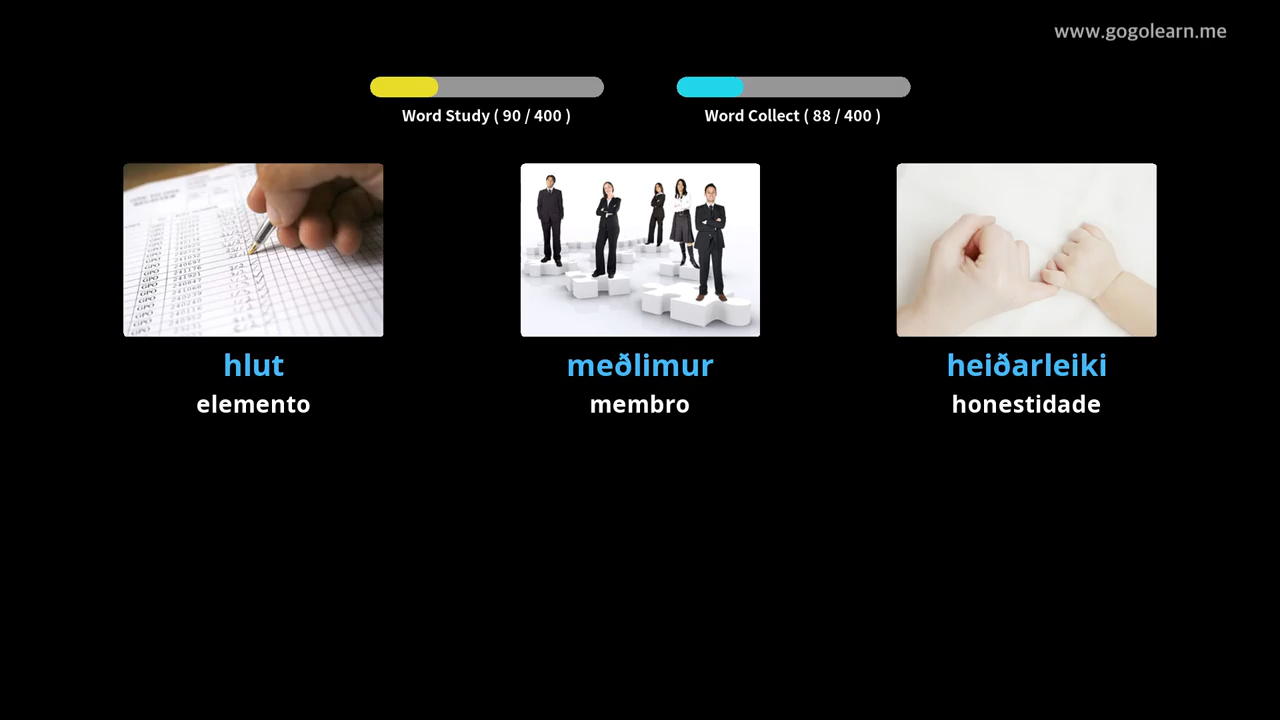 www.gogolearn.me
Word Study ( 90 / 400 )
Word Collect ( 88 / 400 )
hlut
meðlimur
heiðarleiki
elemento
membro
honestidade